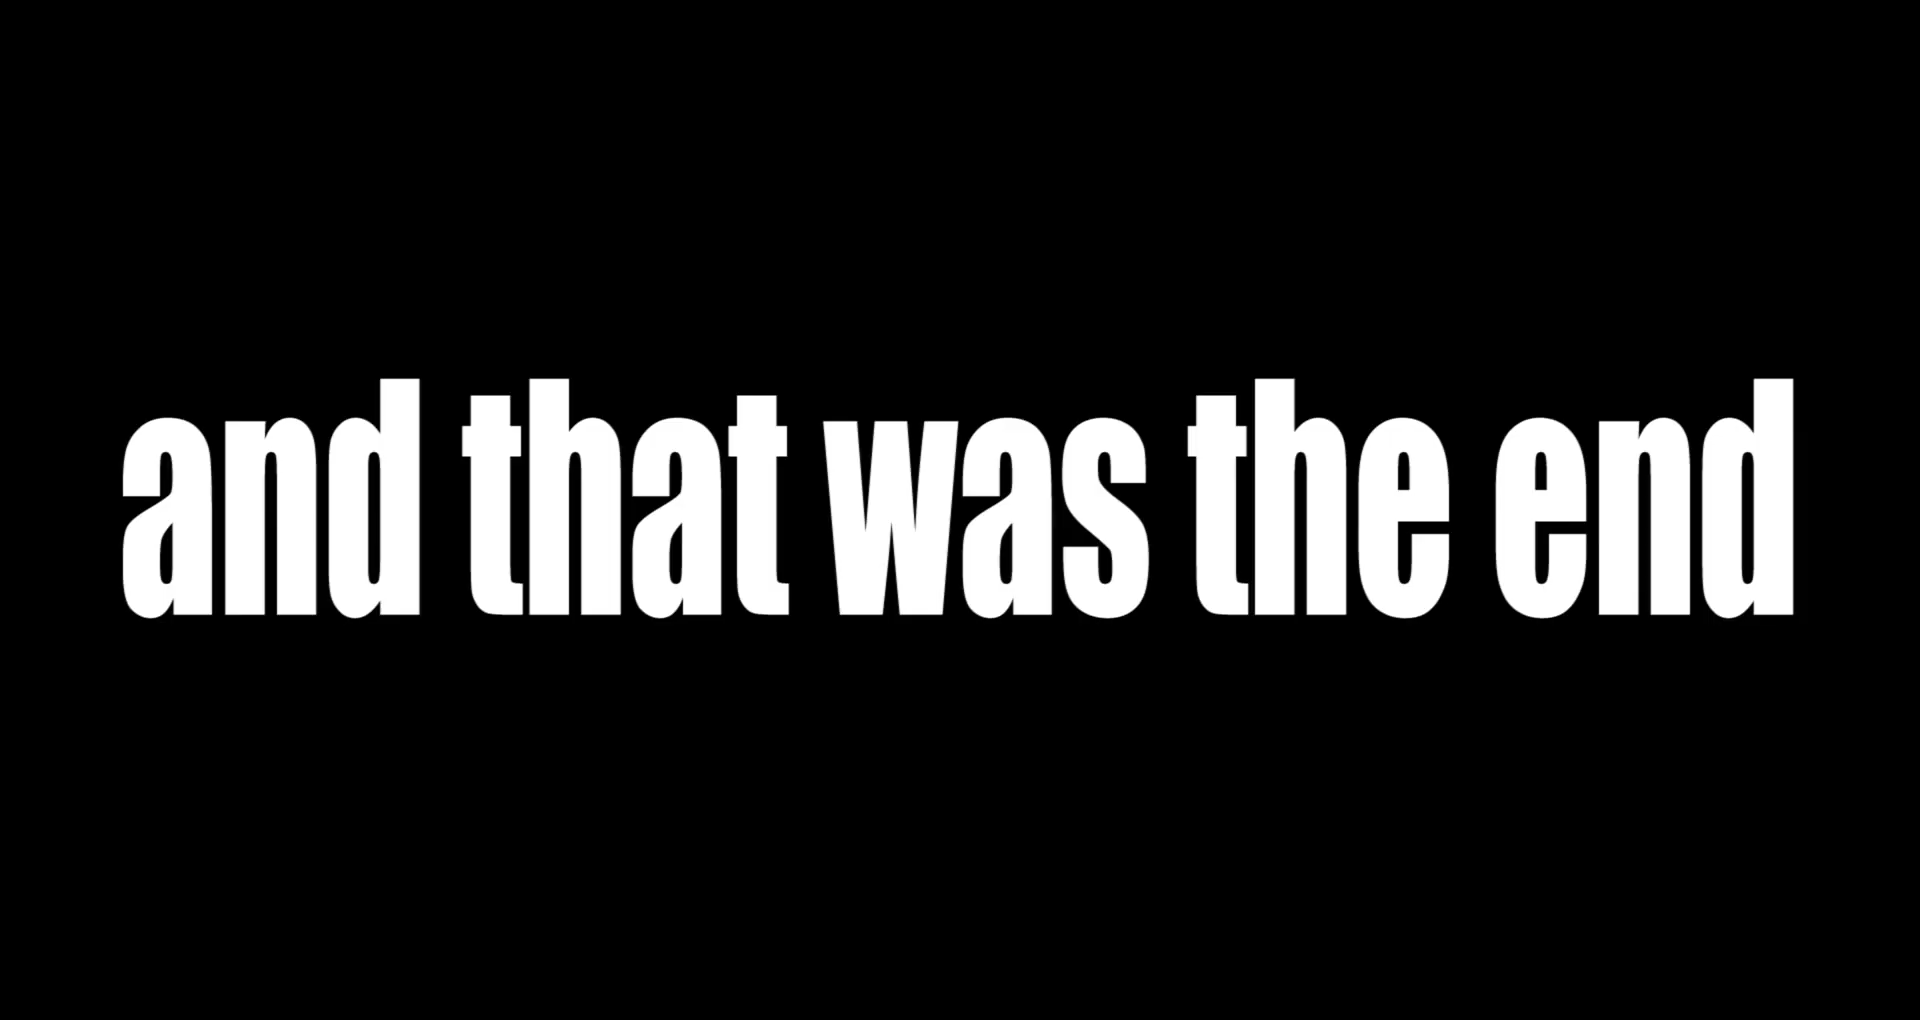 and that was the end